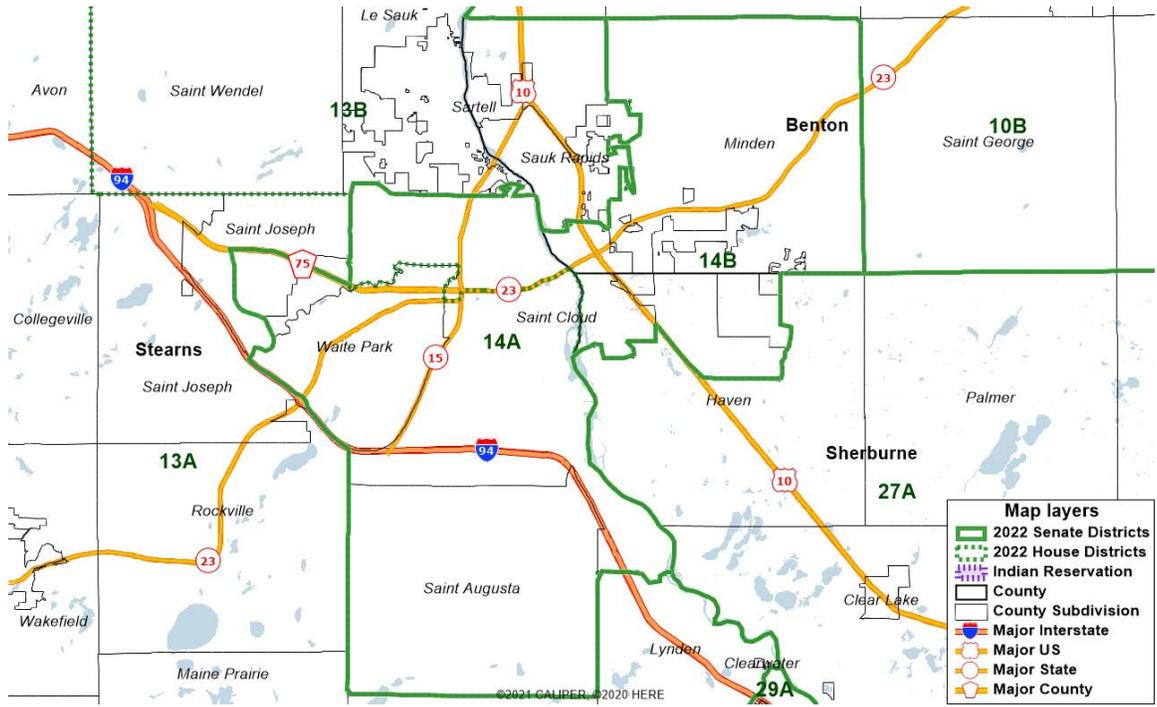 Le Sauk
Avon
Saint Wendel
13B
Sartell
10
23
Benton
10B
Minden
Saint George
Sauk Rapids
94
Saint Joseph
75
14B
23
Collegeville
Saint Cloud
Stearns
Waite Park
14A
15
Saint Joseph
Haven
Palmer
94
13A
Sherburne
10
27A
Rockville
23
Saint Augusta
Wakefield
Clear Lake
Lynden
Clearwater
Maine Prairie
29A
©2021 CALIPER; ©2020 HERE
Map layers
2022 Senate Districts
2022 House Districts
Indian Reservation
County
County Subdivision
Major Interstate
Major US
Major State
Major County